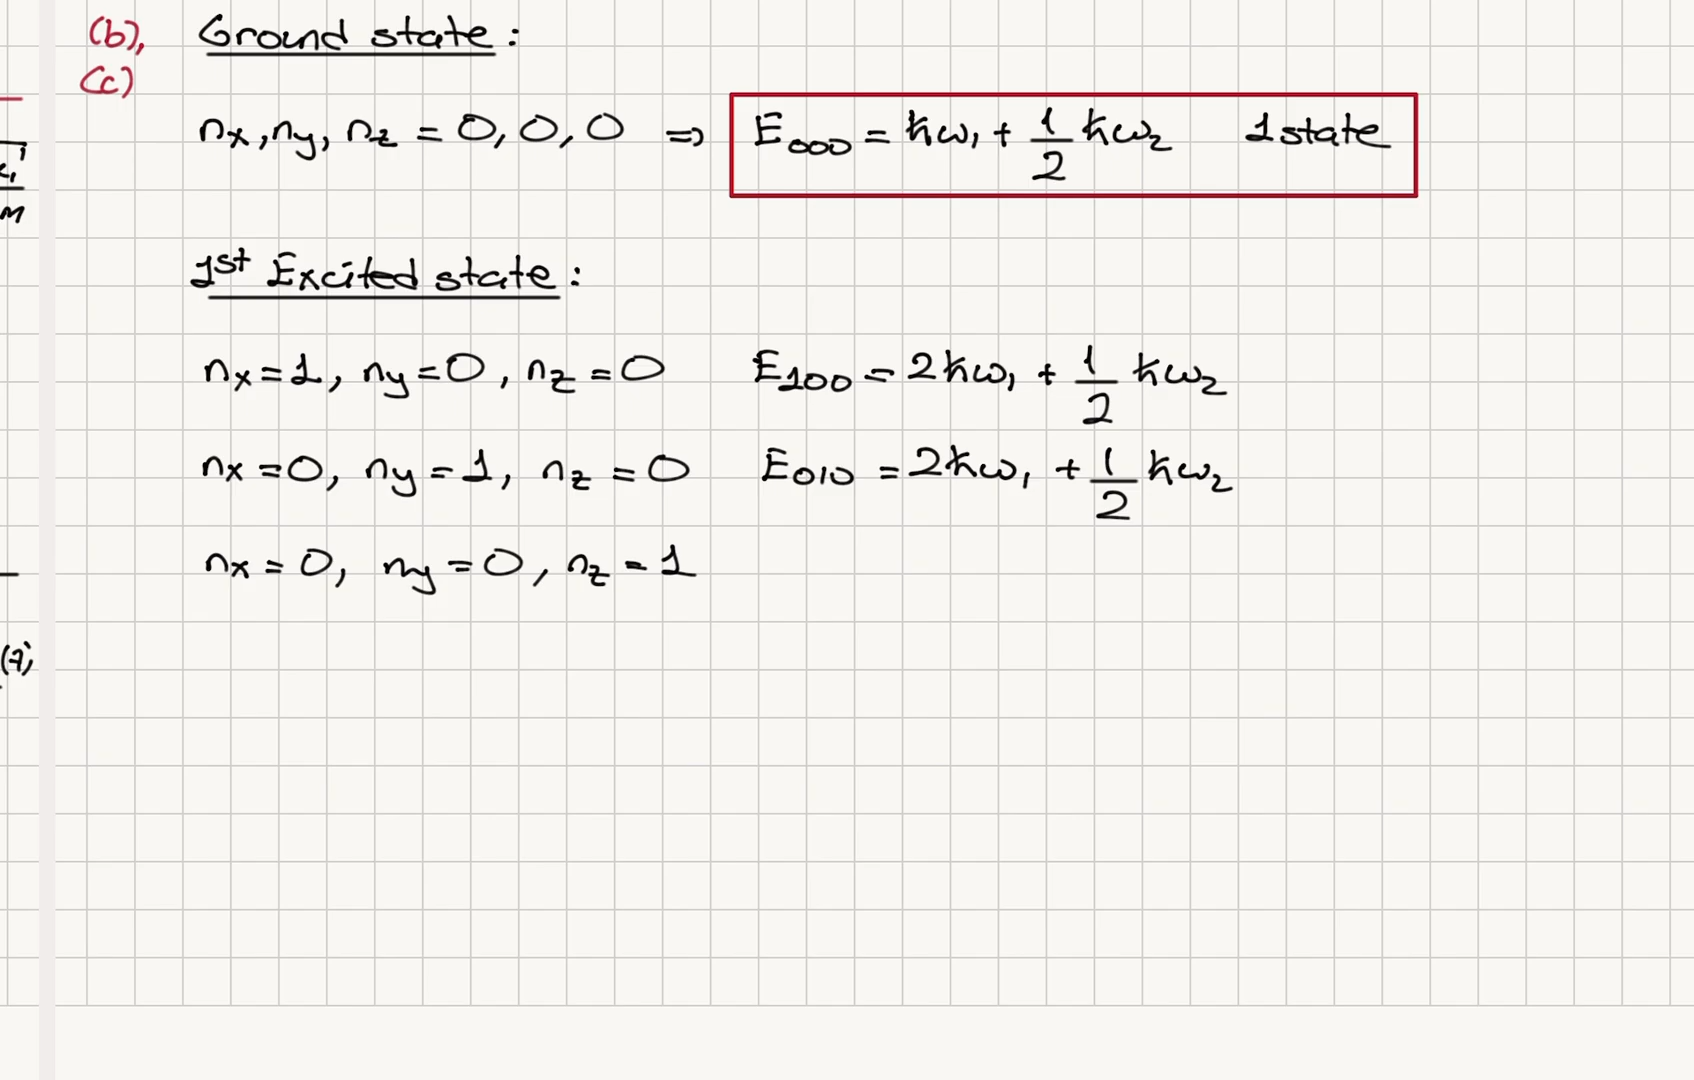 (b), Ground state:
(c)
nx, ny, nz = 0, 0, 0 ⇒ E₀₀₀ = ħω₁ + 1/2 ħω₂ 1 state
1st Excited state:
nx = 1, ny = 0, nz = 0 E₁₀₀ = 2ħω₁ + 1/2 ħω₂
nx = 0, ny = 1, nz = 0 E₀₁₀ = 2ħω₁ + 1/2 ħω₂
nx = 0, ny = 0, nz = 1
M